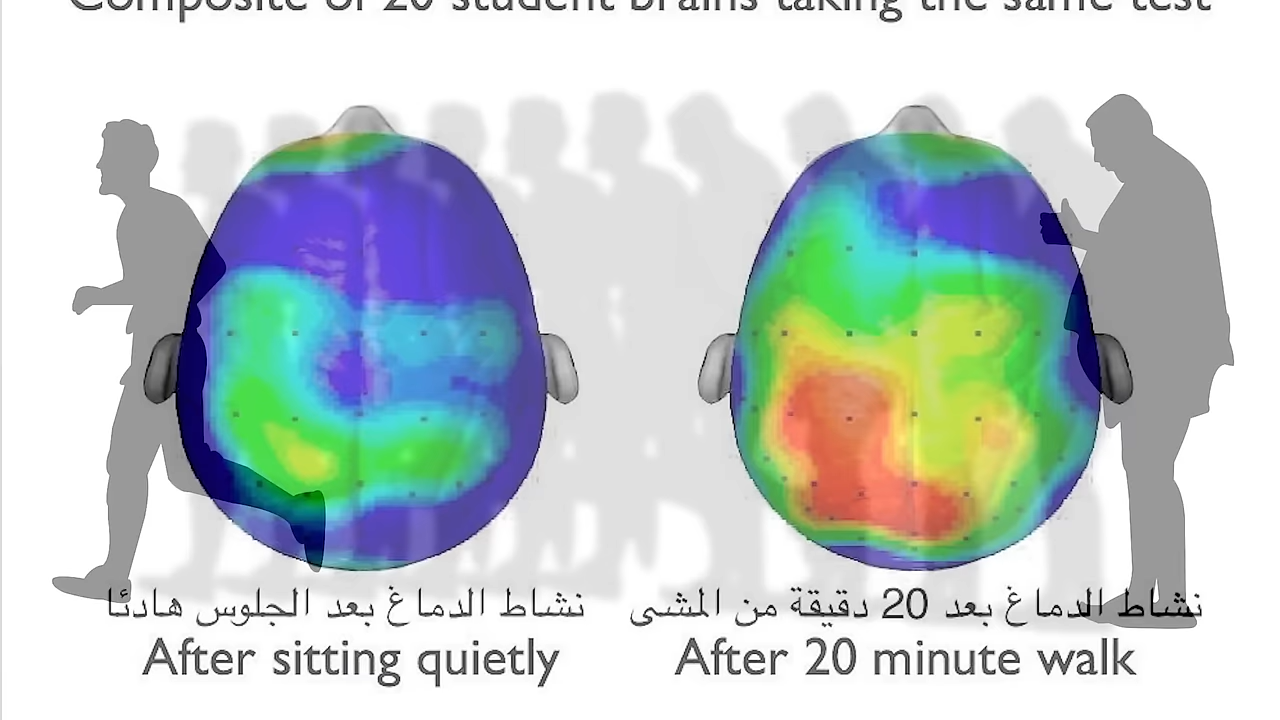 Composite of 20 student brains taking the same test
نشاط الدماغ بعد الجلوس هادئا
نشاط الدماغ بعد 20 دقيقة من المشى
After sitting quietly
After 20 minute walk